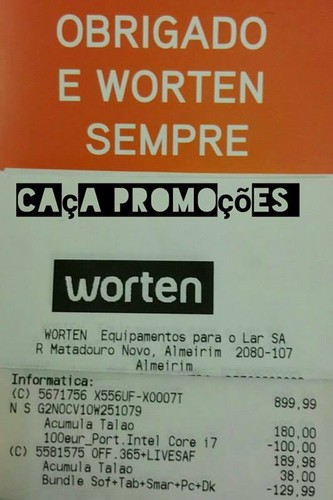 OBRIGADO
E WORTEN
SEMPRE
CAçA PROMOçÕES
worten
WORTEN Equipamentos para o Lar SA
R Matadouro Novo, Almeirim 2080-107
Almeirim
Informatica:
(C) 5671756 X556UF-X0007T 899,99
N S G2N0CV10W251079
Acumula Talao 180,00
100eur_Port.Intel Core i7 -100,00
(C) 5581575 OFF.365+LIVESAF 189,98
Acumula Talao 38,00
Bundle Sof+Tab+Smar+Pc+Dk -129,99